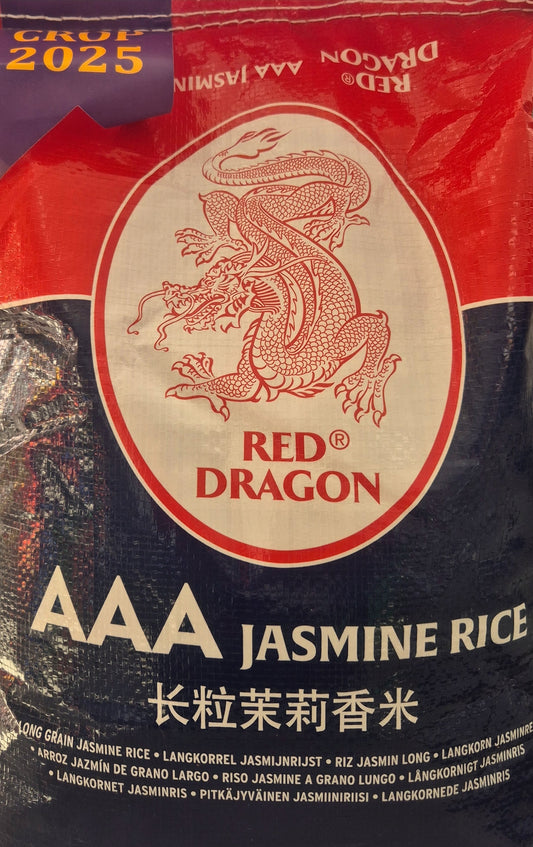 CROP
2025
RED®
DRAGON
AAA JASMIN
RED®
DRAGON
AAA JASMINE RICE
长粒茉莉香米
LONG GRAIN JASMINE RICE • LANGKORREL JASMIJNRIJST • RIZ JASMIN LONG • LANGKORN JASMINRE
• ARROZ JAZMÍN DE GRANO LARGO • RISO JASMINE A GRANO LUNGO • LÅNGKORNIGT JASMINRIS
• LANGKORNET JASMINRIS • PITKÄJYVÄINEN JASMIINIRIISI • LANGKORNEDE JASMINRIS